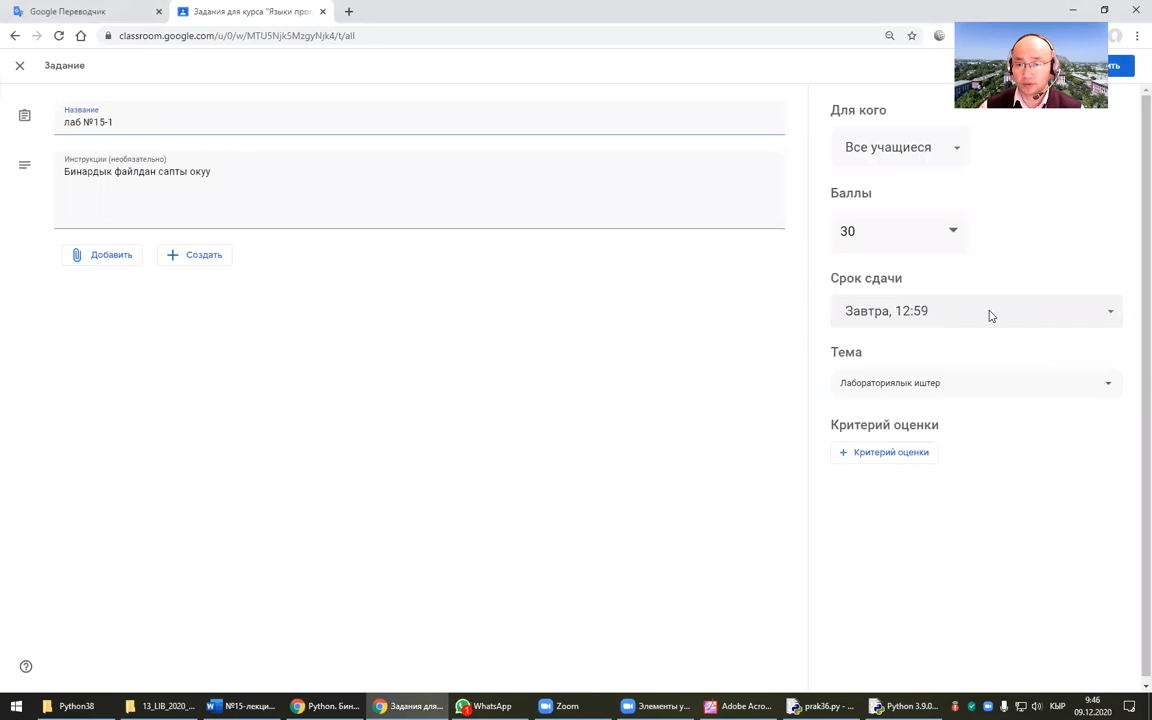 Google Переводчик
Задания для курса "Языки прог
classroom.google.com/u/0/w/MTU5Njk5MzgyNjk4/t/all
Задание
ить
Название
лаб №15-1
Инструкции (необязательно)
Бинардык файлдан сапты окуу
Добавить
Создать
Для кого
Все учащиеся
Баллы
30
Срок сдачи
Завтра, 12:59
Тема
Лабораториялык иштер
Критерий оценки
Критерий оценки
Python38
13_LIB_2020_...
№15-лекци...
Python. Бин...
Задания для...
WhatsApp
Zoom
Элементы у...
Adobe Acro...
prak36.py - ...
Python 3.9.0...
КЫР
9:46
09.12.2020